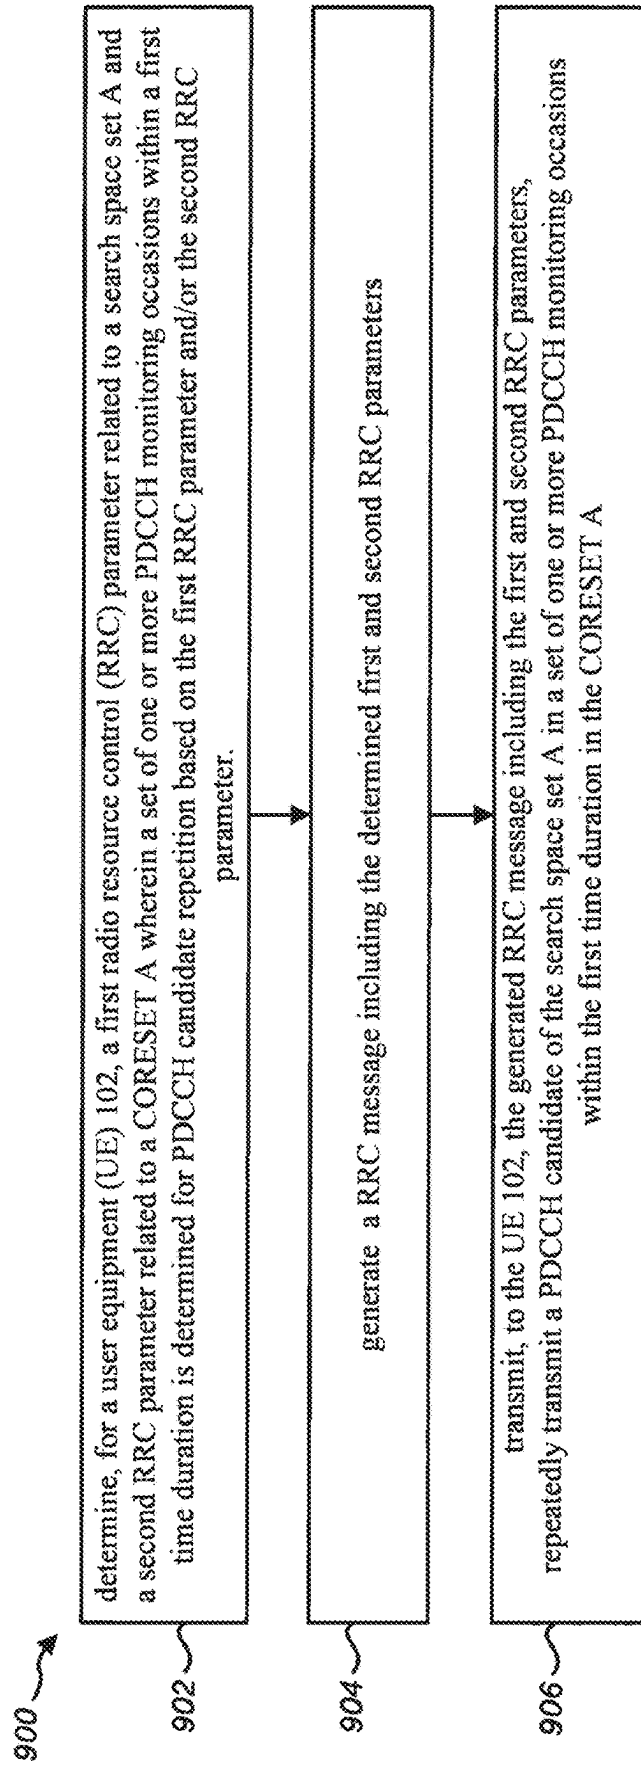 900
902
determine, for a user equipment (UE) 102, a first radio resource control (RRC) parameter related to a search space set A and
a second RRC parameter related to a CORESET A wherein a set of one or more PDCCH monitoring occasions within a first
time duration is determined for PDCCH candidate repetition based on the first RRC parameter and/or the second RRC
parameter.
904
generate a RRC message including the determined first and second RRC parameters
906
transmit, to the UE 102, the generated RRC message including the first and second RRC parameters,
repeatedly transmit a PDCCH candidate of the search space set A in a set of one or more PDCCH monitoring occasions
within the first time duration in the CORESET A